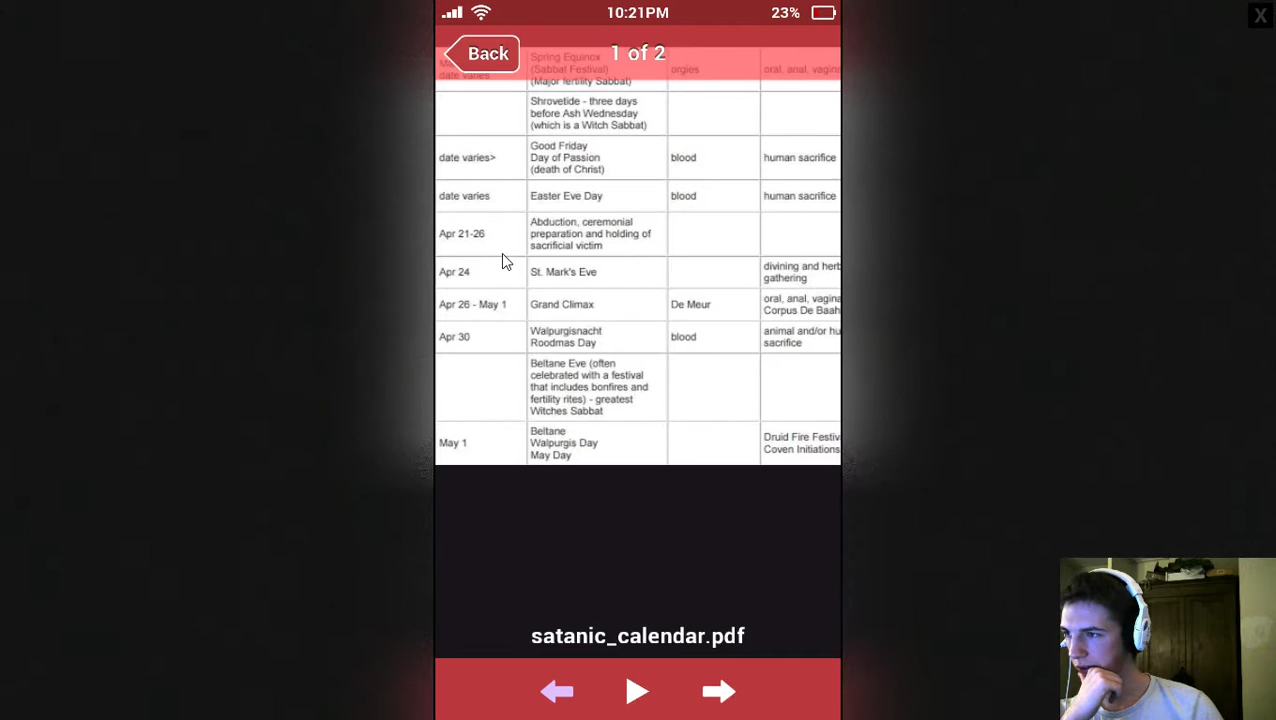 10:21PM
23%
X
Back
1 of 2
date varies
Spring Equinox
(Sabbat Festival)
(Major fertility Sabbat)
orgies
oral, anal, vagin
Shrovetide - three days
before Ash Wednesday
(which is a Witch Sabbat)
date varies>
Good Friday
Day of Passion
(death of Christ)
blood
human sacrifice
date varies
Easter Eve Day
blood
human sacrifice
Apr 21-26
Abduction, ceremonial
preparation and holding of
sacrificial victim
Apr 24
St. Mark's Eve
divining and herb
gathering
Apr 26 - May 1
Grand Climax
De Meur
oral, anal, vagina
Corpus De Baah
Apr 30
Walpurgisnacht
Roodmas Day
blood
animal and/or hu
sacrifice
Beltane Eve (often
celebrated with a festival
that includes bonfires and
fertility rites) - greatest
Witches Sabbat
May 1
Beltane
Walpurgis Day
May Day
Druid Fire Festiv
Coven Initiations
satanic_calendar.pdf